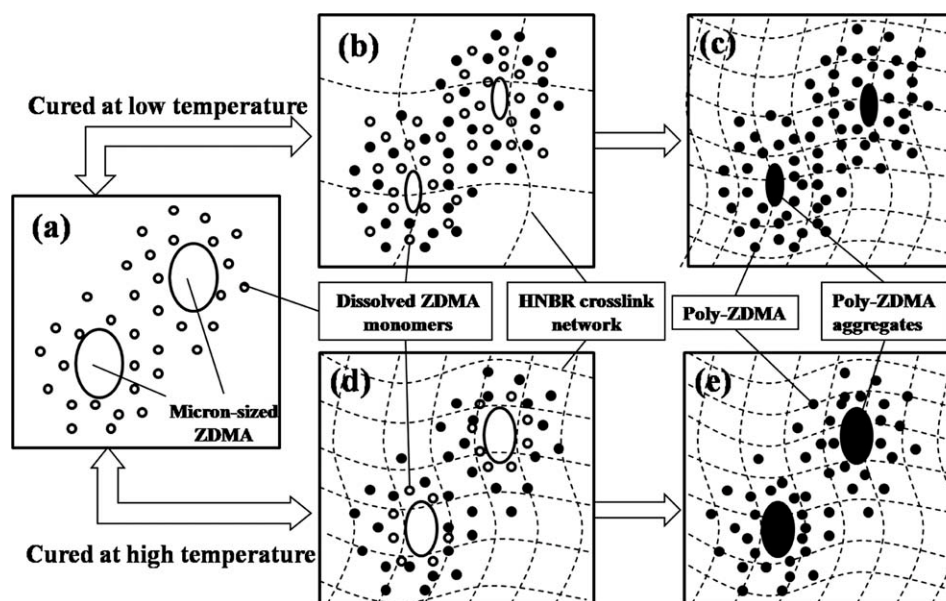 (b)
(c)
Cured at low temperature
(a)
Micron-sized
ZDMA
Dissolved ZDMA
monomers
HNBR crosslink
network
Poly-ZDMA
Poly-ZDMA
aggregates
(d)
(e)
Cured at high temperature